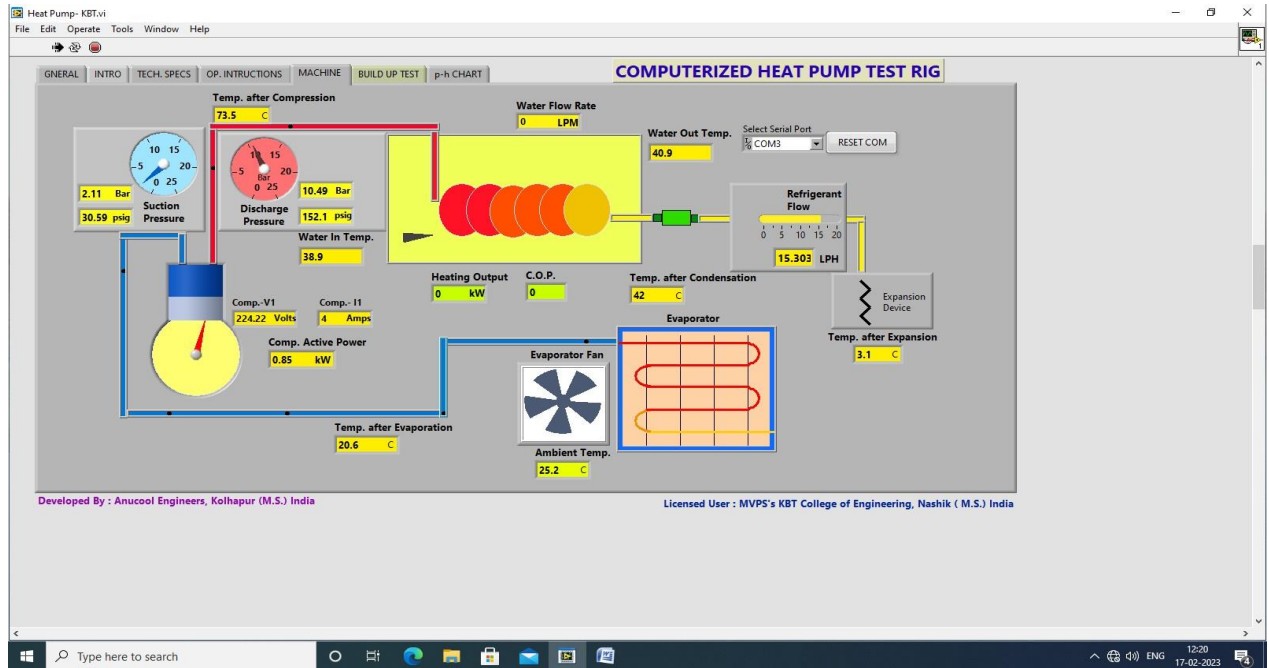 Heat Pump- KBT.vi
File Edit Operate Tools Window Help
GNERAL INTRO TECH. SPECS OP. INTRUCTIONS MACHINE BUILD UP TEST p-h CHART
COMPUTERIZED HEAT PUMP TEST RIG
Temp. after Compression
73.5 C
Water Flow Rate
0 LPM
Water Out Temp.
40.9
Select Serial Port
COM3
RESET COM
10 15
5 20
0 25
2.11 Bar
30.59 psig
Suction
Pressure
10 15
5 20
Bar
0 25
10.49 Bar
152.1 psig
Discharge
Pressure
Water In Temp.
38.9
Refrigerant
Flow
0 5 10 15 20
15.303 LPH
Heating Output
0 kW
C.O.P.
0
Temp. after Condensation
42 C
Expansion
Device
Temp. after Expansion
3.1 C
Comp.-V1
224.22 Volts
Comp.- I1
4 Amps
Comp. Active Power
0.85 kW
Evaporator
Evaporator Fan
Temp. after Evaporation
20.6 C
Ambient Temp.
25.2 C
Developed By : Anucool Engineers, Kolhapur (M.S.) India
Licensed User : MVPS's KBT College of Engineering, Nashik ( M.S.) India
Type here to search
ENG
12:20
17-02-2023
4